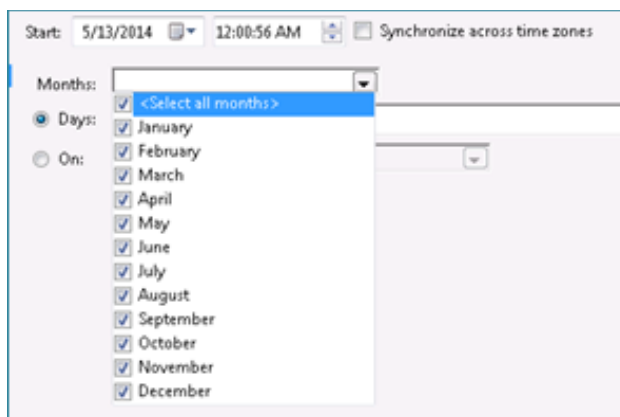 Start: 5/13/2014 12:00:56 AM Synchronize across time zones
Months:
<Select all months>
Days:
January
February
On:
March
April
May
June
July
August
September
October
November
December